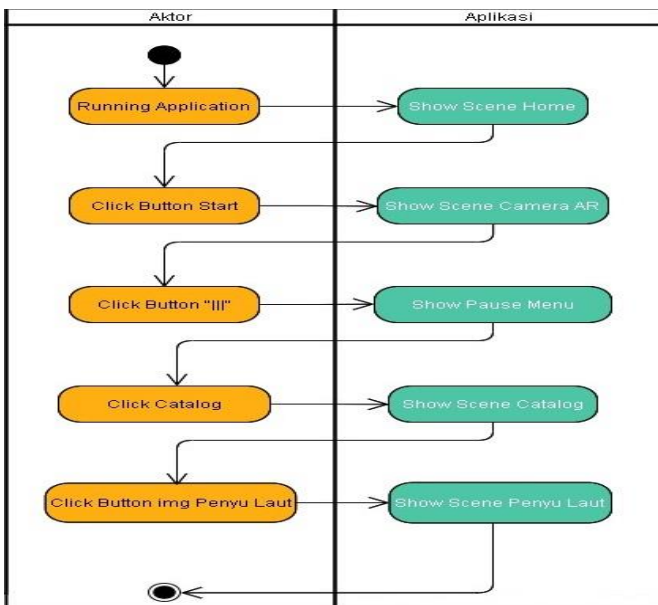 Aktor
Aplikasi
Running Application
Show Scene Home
Click Button Start
Show Scene Camera AR
Click Button "|||"
Show Pause Menu
Click Catalog
Show Scene Catalog
Click Button img Penyu Laut
Show Scene Penyu Laut